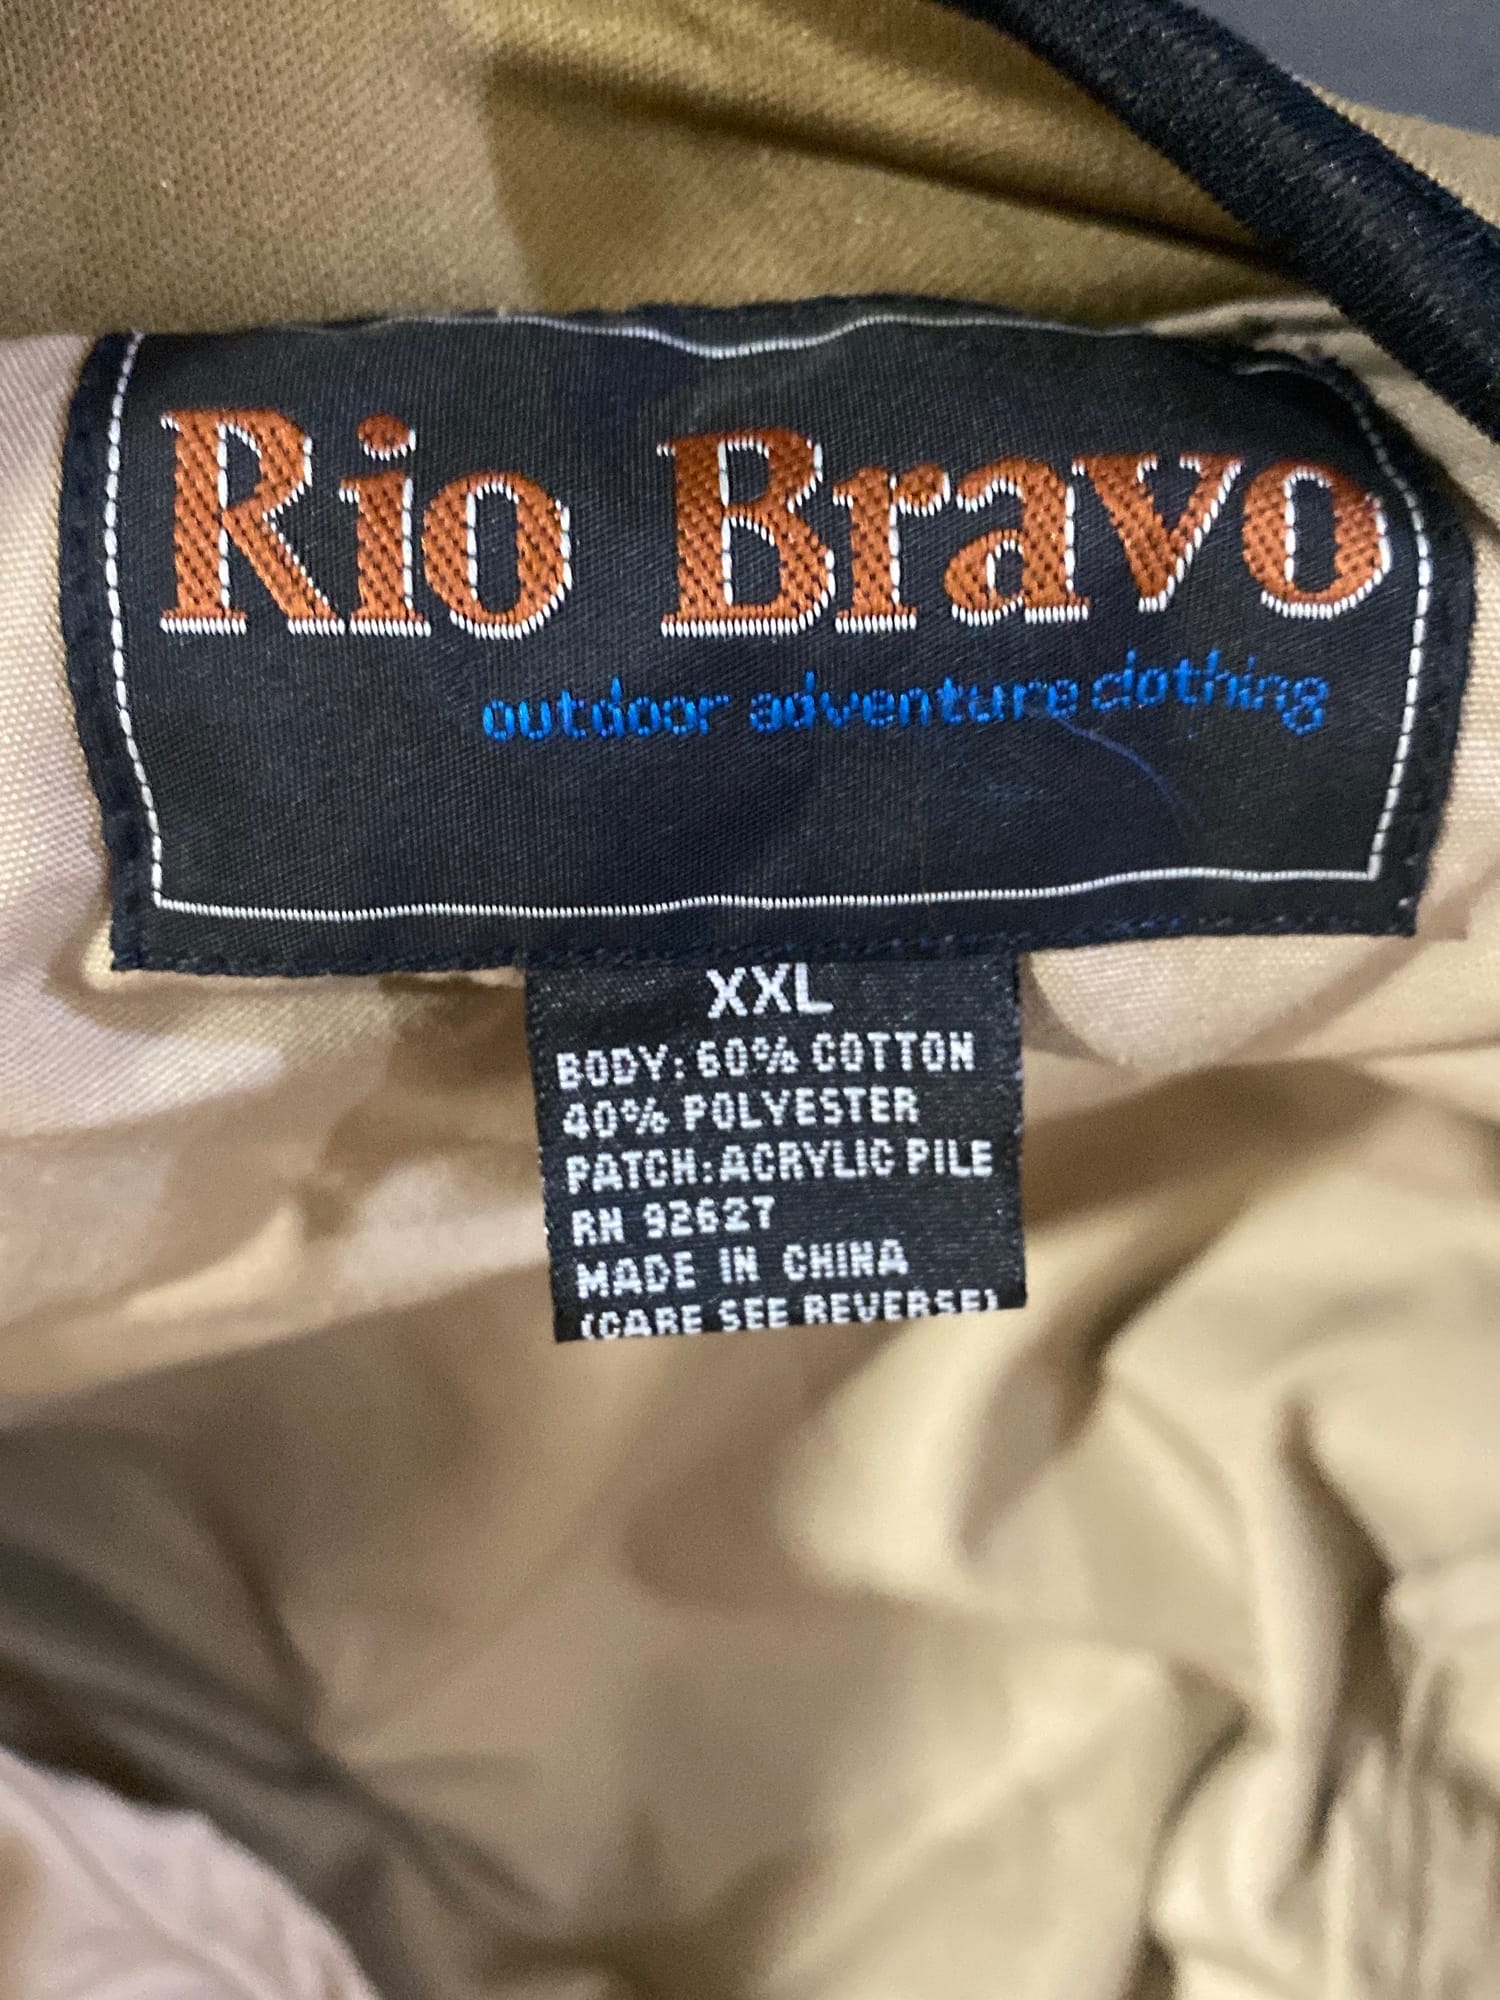 Rio Bravo
outdoor adventure clothing
XXL
BODY: 60% COTTON
40% POLYESTER
PATCH: ACRYLIC PILE
RN 92627
MADE IN CHINA
(CARE SEE REVERSE)